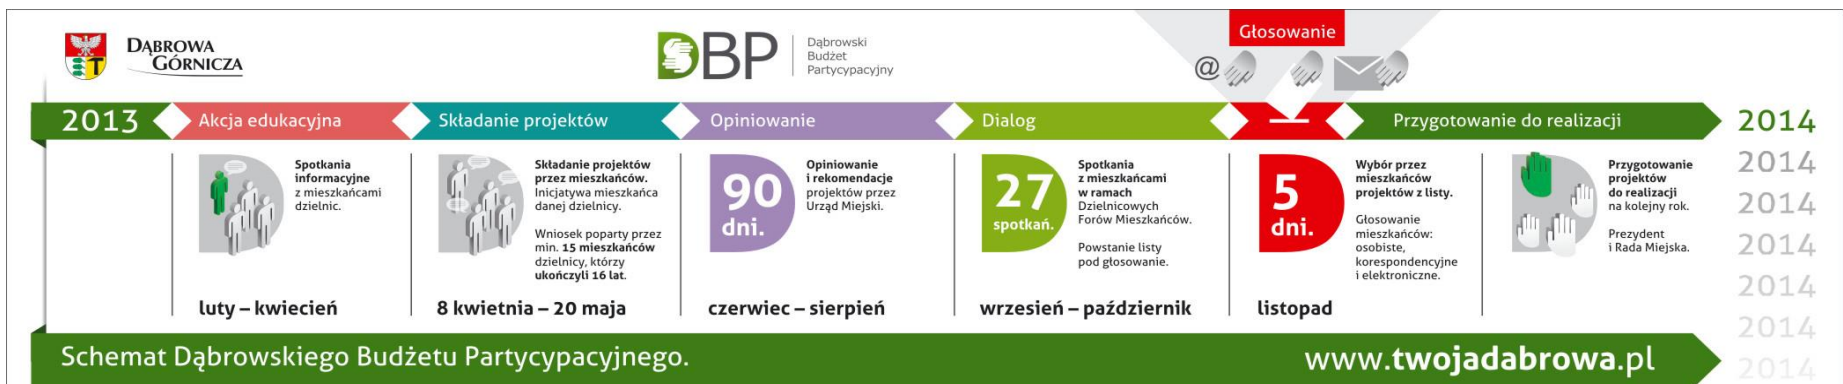 DĄBROWA
GÓRNICZA
DBP
Dąbrowski
Budżet
Partycypacyjny
Głosowanie
@
2013
Akcja edukacyjna
Składanie projektów
Opiniowanie
Dialog
Przygotowanie do realizacji
2014
Spotkania
informacyjne
z mieszkańcami
dzielnic.
luty – kwiecień
Składanie projektów
przez mieszkańców.
Inicjatywa mieszkańca
danej dzielnicy.
Wniosek poparty przez
min. 15 mieszkańców
dzielnicy, którzy
ukończyli 16 lat.
8 kwietnia – 20 maja
90
dni.
Opiniowanie
i rekomendacje
projektów przez
Urząd Miejski.
czerwiec – sierpień
27
spotkań.
Spotkania
z mieszkańcami
w ramach
Dzielnicowych
Forów Mieszkańców.
Powstanie listy
pod głosowanie.
wrzesień – październik
5
dni.
Wybór przez
mieszkańców
projektów z listy.
Głosowanie
mieszkańców:
osobiste,
korespondencyjne
i elektroniczne.
listopad
Przygotowanie
projektów
do realizacji
na kolejny rok.
Prezydent
i Rada Miejska.
2014
2014
2014
2014
2014
2014
Schemat Dąbrowskiego Budżetu Partycypacyjnego.
www.twojadabrowa.pl